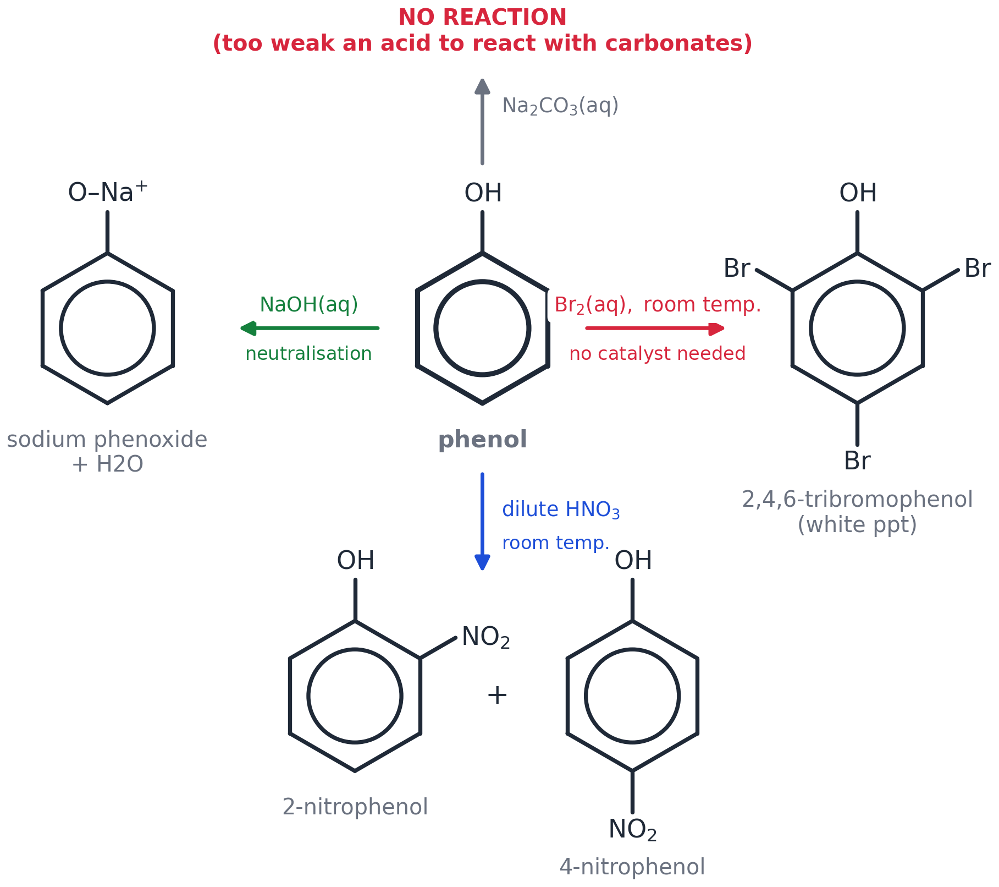 NO REACTION
(too weak an acid to react with carbonates)
Na₂CO₃(aq)
O–Na⁺
OH
OH
Br
Br
NaOH(aq)
Br₂(aq), room temp.
neutralisation
no catalyst needed
sodium phenoxide
+ H2O
phenol
Br
2,4,6-tribromophenol
(white ppt)
dilute HNO₃
room temp.
OH
OH
NO₂
+
2-nitrophenol
NO₂
4-nitrophenol